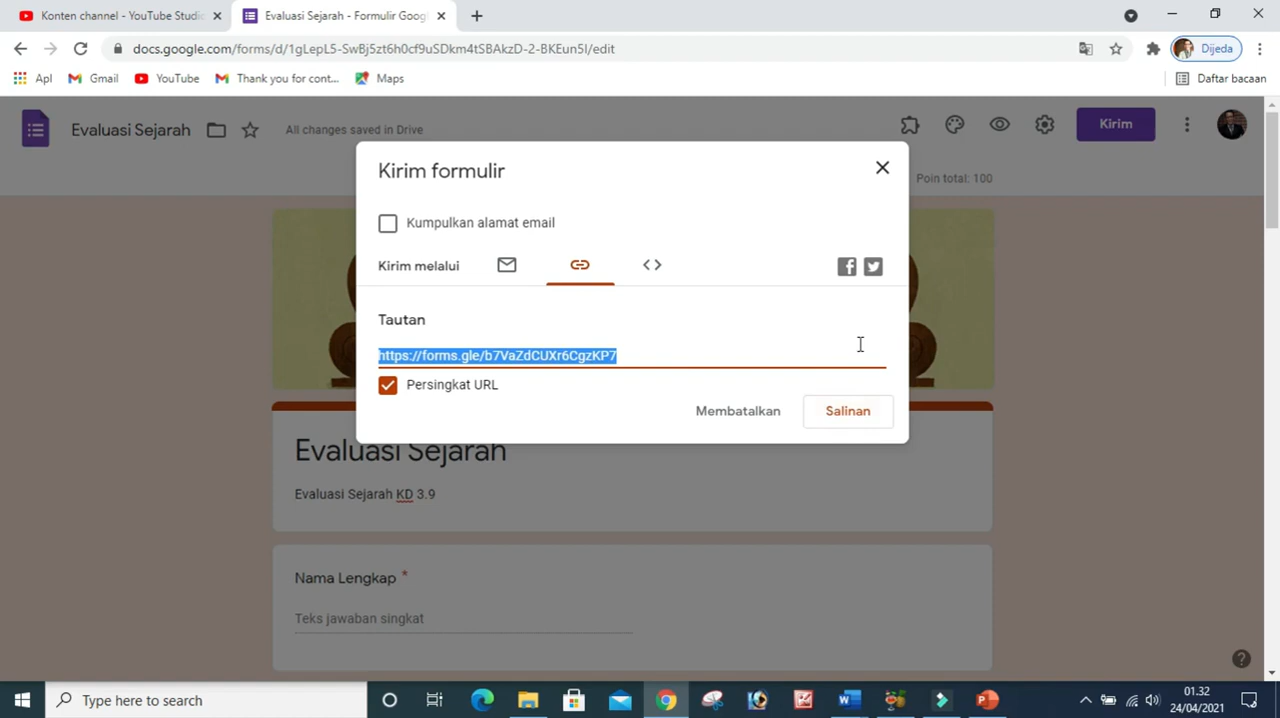 Konten channel - YouTube Studio
Evaluasi Sejarah - Formulir Goog
docs.google.com/forms/d/1gLepL5-SwBj5zt6h0cf9uSDkm4tSBAkzD-2-BKEun5I/edit
Dijeda
Apl
Gmail
YouTube
Thank you for cont...
Maps
Daftar bacaan
Evaluasi Sejarah
All changes saved in Drive
Kirim
Poin total: 100
Kirim formulir
Kumpulkan alamat email
Kirim melalui
Tautan
https://forms.gle/b7VaZdCUXr6CgzKP7
Persingkat URL
Membatalkan
Salinan
Evaluasi Sejarah
Evaluasi Sejarah KD 3.9
Nama Lengkap *
Teks jawaban singkat
Type here to search
01.32
24/04/2021